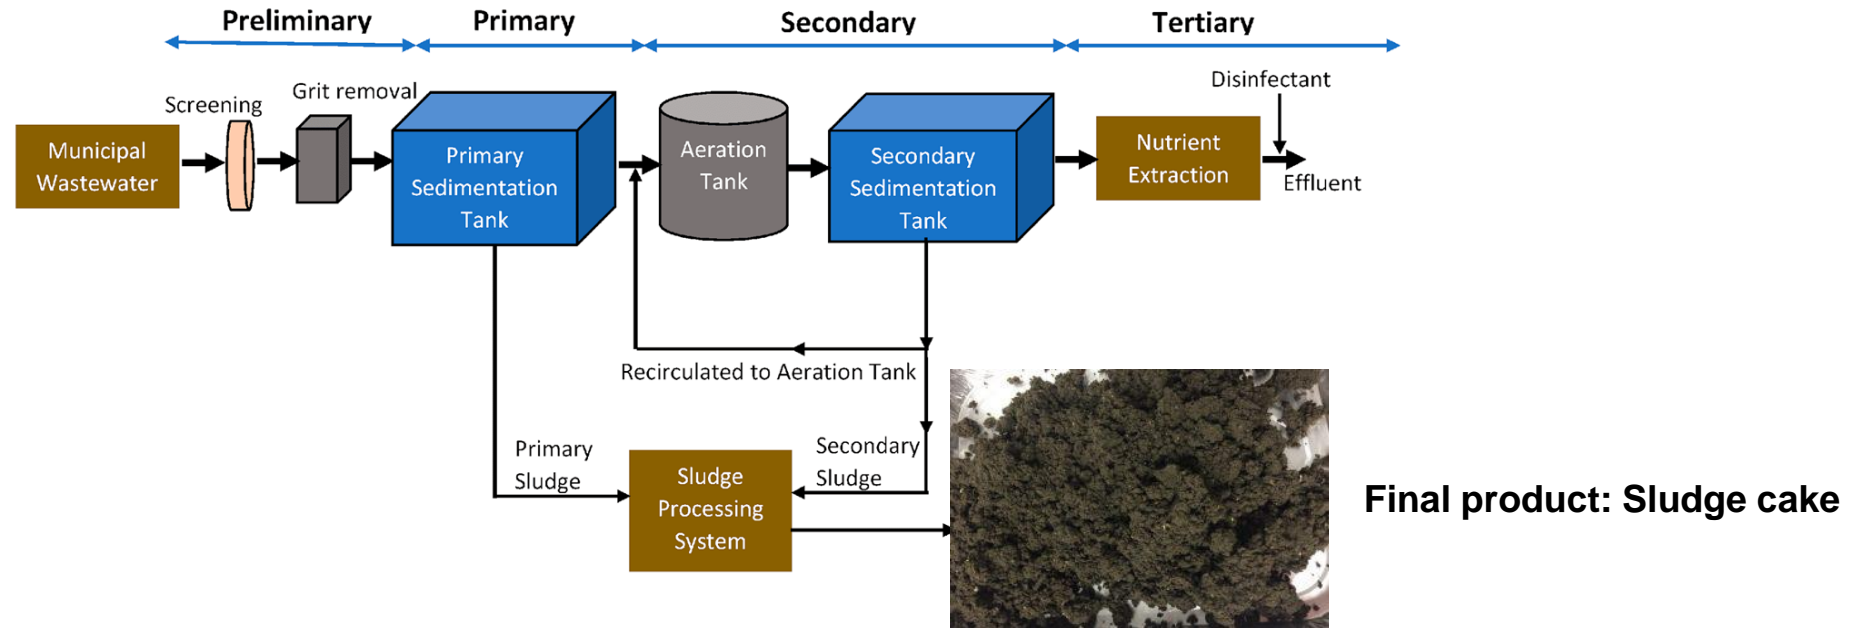 Preliminary
Primary
Secondary
Tertiary
Screening
Grit removal
Disinfectant
Municipal
Wastewater
Primary
Sedimentation
Tank
Aeration
Tank
Secondary
Sedimentation
Tank
Nutrient
Extraction
Effluent
Recirculated to Aeration Tank
Primary
Sludge
Sludge
Processing
System
Secondary
Sludge
Final product: Sludge cake